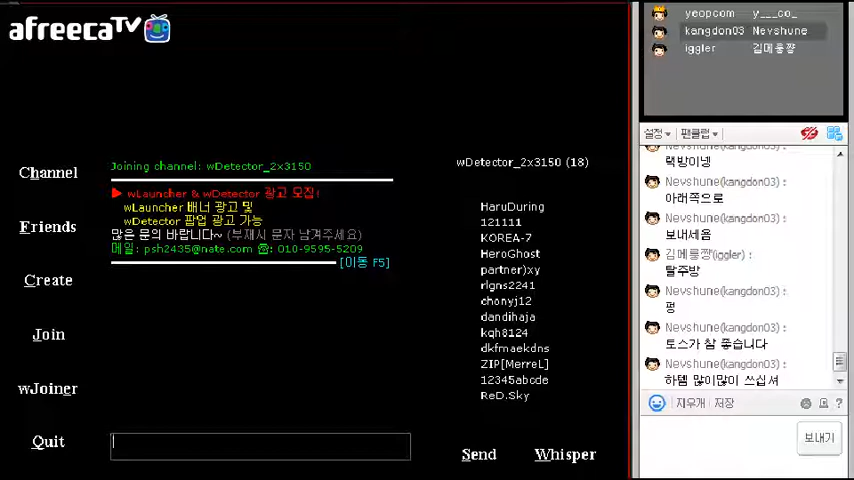 afreecaTV
Channel
Friends
Create
Join
wJoiner
Quit
Joining channel: wDetector_2x3150
▶ wLauncher & wDetector 광고 모집!
wLauncher 배너 광고 및
wDetector 팝업 광고 가능
많은 문의 바랍니다~ (부재시 문자 남겨주세요)
메일: psh2435@nate.com ☎: 010-9595-5209
[이동 F5]
wDetector_2x3150 (18)
HaruDuring
121111
KOREA-7
HeroGhost
partner)xy
rlgns2241
chonyj12
dandihaja
kqh8124
dkfmaekdns
ZIP[MerreL]
12345abcde
ReD.Sky
Send
Whisper
yeopcom y___co_
kangdon03 Nevshune
iggler 김메롱쨩
설정 팬클럽
Nevshune(kangdon03) :
랙방이넹
Nevshune(kangdon03) :
아래쪽으로
Nevshune(kangdon03) :
보내세욤
김메롱쨩(iggler) :
탈주방
Nevshune(kangdon03) :
펑
Nevshune(kangdon03) :
토스가 참 좋습니다
Nevshune(kangdon03) :
하템 많이많이 쓰십셔
지우개 저장
?
보내기